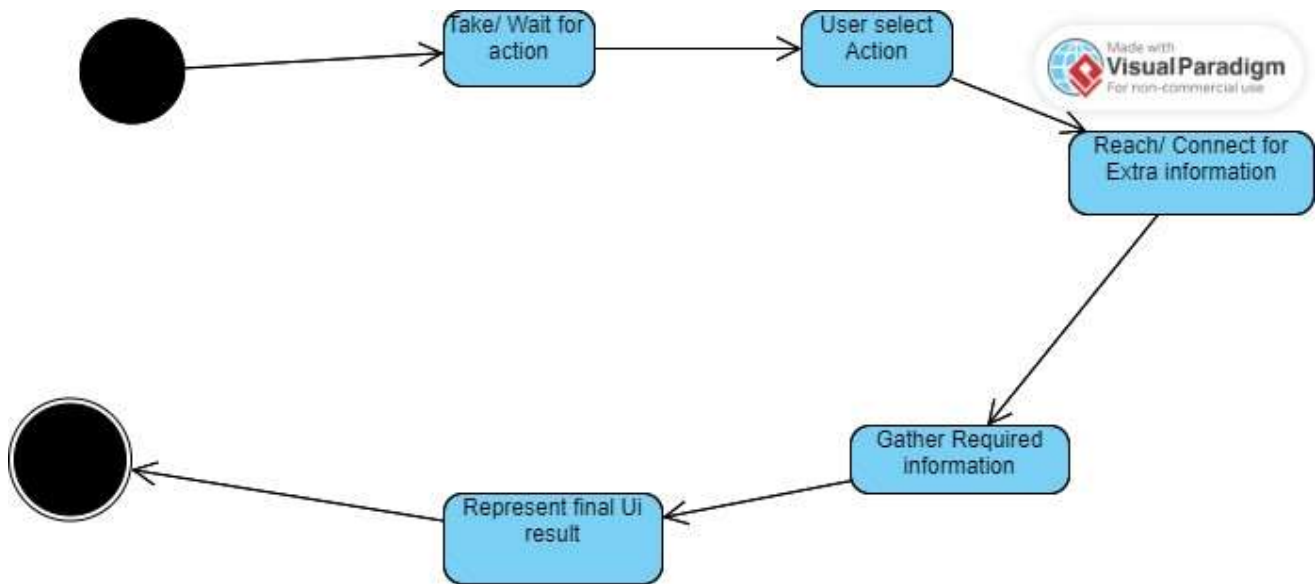 Take/ Wait for
action
User select
Action
Made with
Visual Paradigm
For non-commercial use
Reach/ Connect for
Extra information
Gather Required
information
Represent final Ui
result